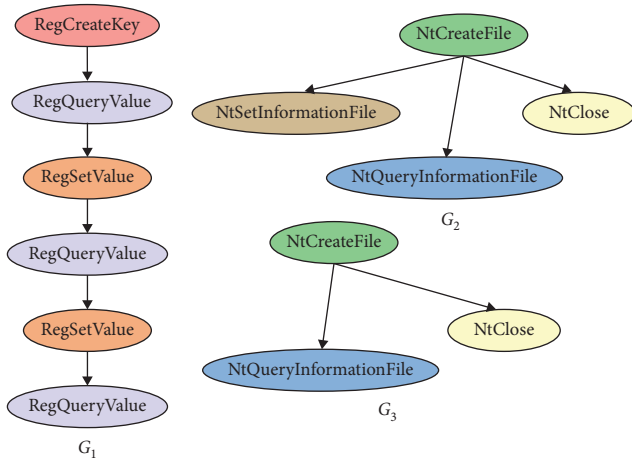 RegCreateKey
RegQueryValue
RegSetValue
RegQueryValue
RegSetValue
RegQueryValue
G1
NtCreateFile
NtSetInformationFile
NtClose
NtQueryInformationFile
G2
NtCreateFile
NtClose
NtQueryInformationFile
G3